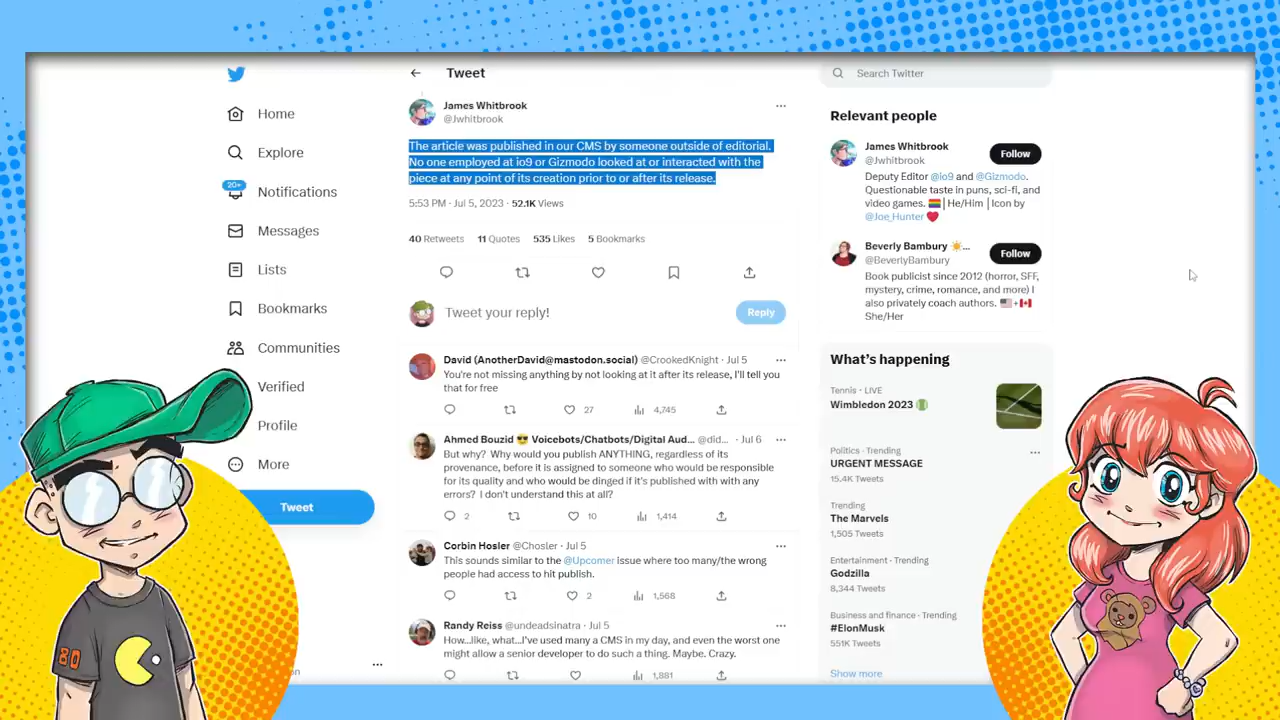 Home
Explore
20+
Notifications
Messages
Lists
Bookmarks
Communities
Verified
Profile
More
Tweet
Tweet
James Whitbrook
@Jwhitbrook
The article was published in our CMS by someone outside of editorial.
No one employed at io9 or Gizmodo looked at or interacted with the
piece at any point of its creation prior to or after its release.
5:53 PM · Jul 5, 2023 · 52.1K Views
40 Retweets 11 Quotes 535 Likes 5 Bookmarks
Tweet your reply!
Reply
David (AnotherDavid@mastodon.social) @CrookedKnight · Jul 5
You're not missing anything by not looking at it after its release, I'll tell you
that for free
27 4,745
Ahmed Bouzid 😎 Voicebots/Chatbots/Digital Aud... @did... · Jul 6
But why? Why would you publish ANYTHING, regardless of its
provenance, before it is assigned to someone who would be responsible
for its quality and who would be dinged if it's published with with any
errors? I don't understand this at all?
2 10 1,414
Corbin Hosler @Chosler · Jul 5
This sounds similar to the @Upcomer issue where too many/the wrong
people had access to hit publish.
2 1,568
Randy Reiss @undeadsinatra · Jul 5
How...like, what...I've used many a CMS in my day, and even the worst one
might allow a senior developer to do such a thing. Maybe. Crazy.
1,881
Search Twitter
Relevant people
James Whitbrook
@Jwhitbrook
Follow
Deputy Editor @io9 and @Gizmodo.
Questionable taste in puns, sci-fi, and
video games. 🏳️‍🌈 | He/Him | Icon by
@Joe_Hunter ❤️
Beverly Bambury ☀️...
@BeverlyBambury
Follow
Book publicist since 2012 (horror, SFF,
mystery, crime, romance, and more) I
also privately coach authors. 🇺🇸+🇨🇦
She/Her
What's happening
Tennis · LIVE
Wimbledon 2023 🎾
Politics · Trending
URGENT MESSAGE
15.4K Tweets
Trending
The Marvels
1,505 Tweets
Entertainment · Trending
Godzilla
8,344 Tweets
Business and finance · Trending
#ElonMusk
551K Tweets
Show more
80